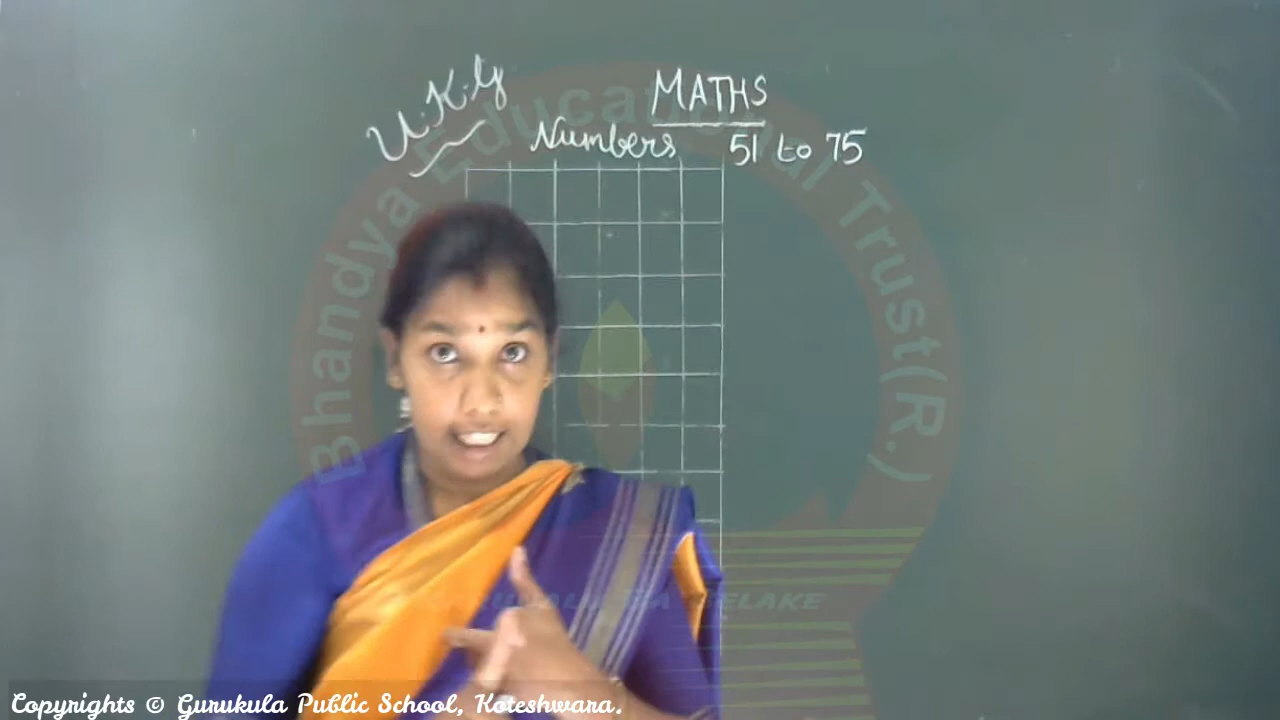 U.K.G
MATHS
Numbers 51 to 75
Bhandya Educational Trust(R.)
Copyrights © Gurukula Public School, Koteshwara.